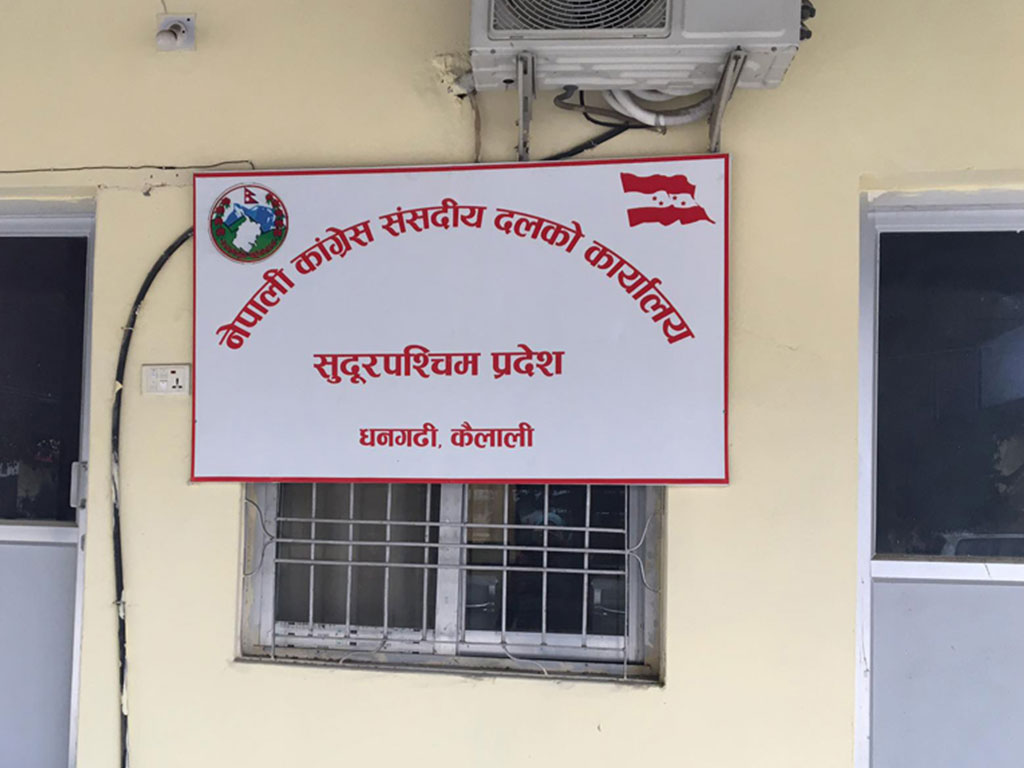 नेपाली कांग्रेस संसदीय दलको कार्यालय
सुदूरपश्चिम प्रदेश
धनगढी, कैलाली